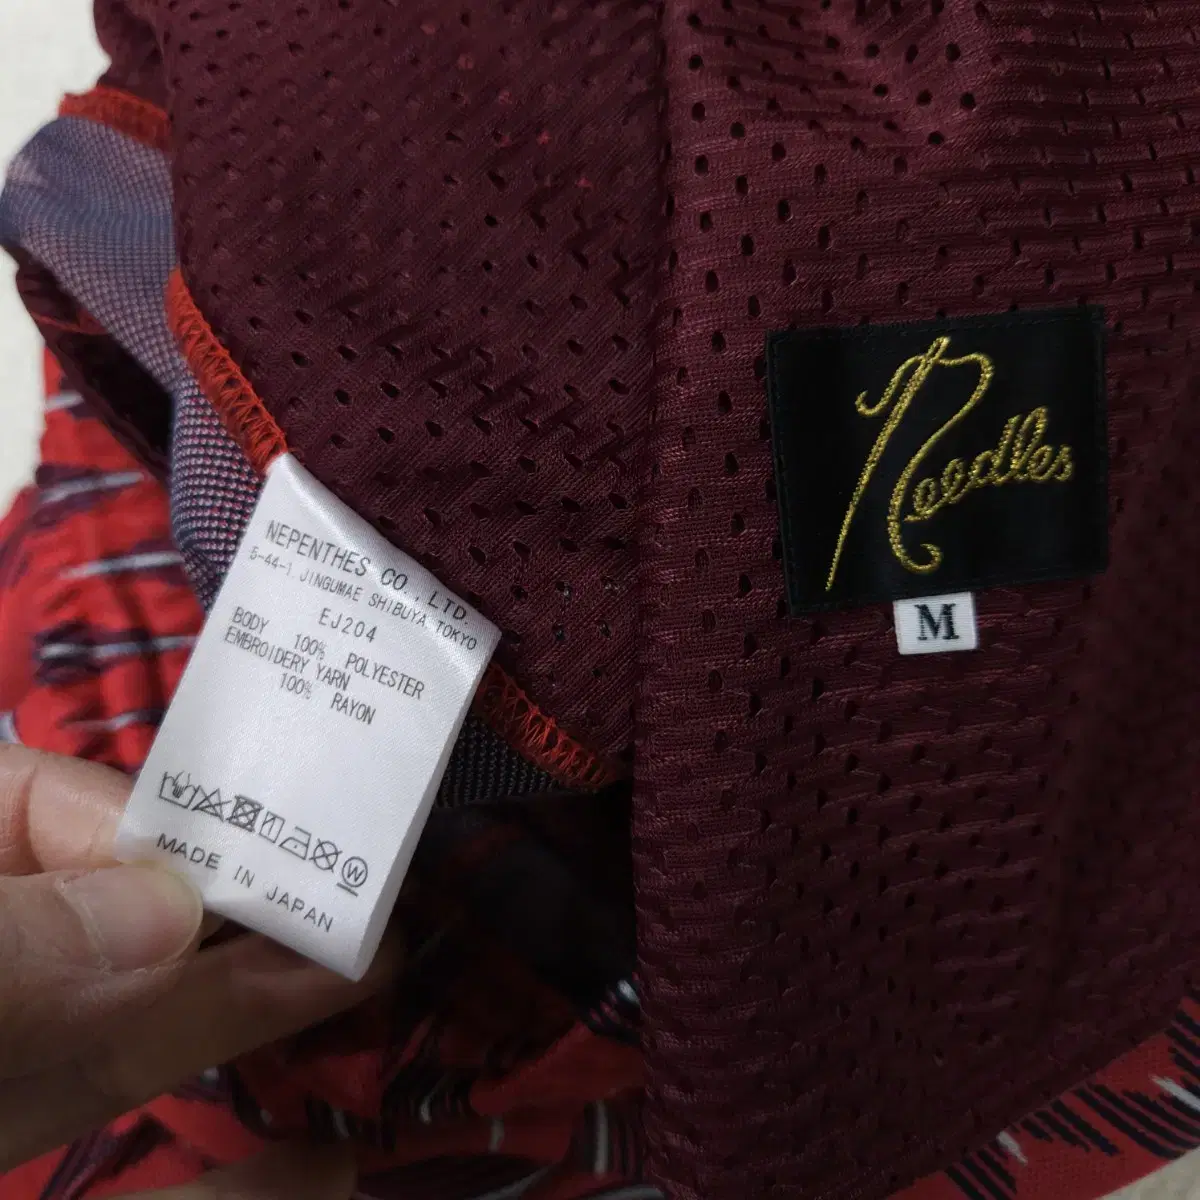 NEPENTHES CO., LTD.
5-44-1 JINGUMAE SHIBUYA TOKYO
EJ204
BODY
100% POLYESTER
EMBROIDERY YARN
100% RAYON
W
MADE IN JAPAN
Needles
M